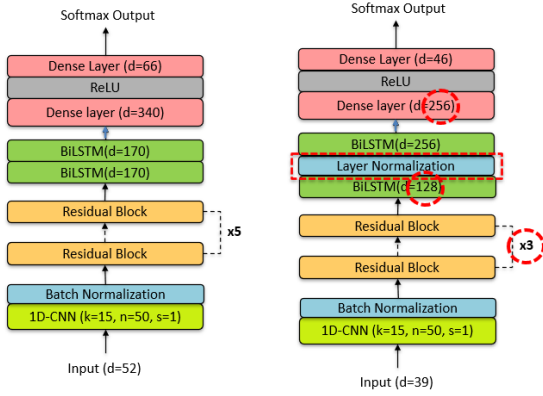 Softmax Output
Dense Layer (d=66)
ReLU
Dense layer (d=340)
BiLSTM(d=170)
BiLSTM(d=170)
Residual Block
x5
Residual Block
Batch Normalization
1D-CNN (k=15, n=50, s=1)
Input (d=52)
Softmax Output
Dense Layer (d=46)
ReLU
Dense layer (d=256)
BiLSTM(d=256)
Layer Normalization
BiLSTM(d=128)
Residual Block
x3
Residual Block
Batch Normalization
1D-CNN (k=15, n=50, s=1)
Input (d=39)